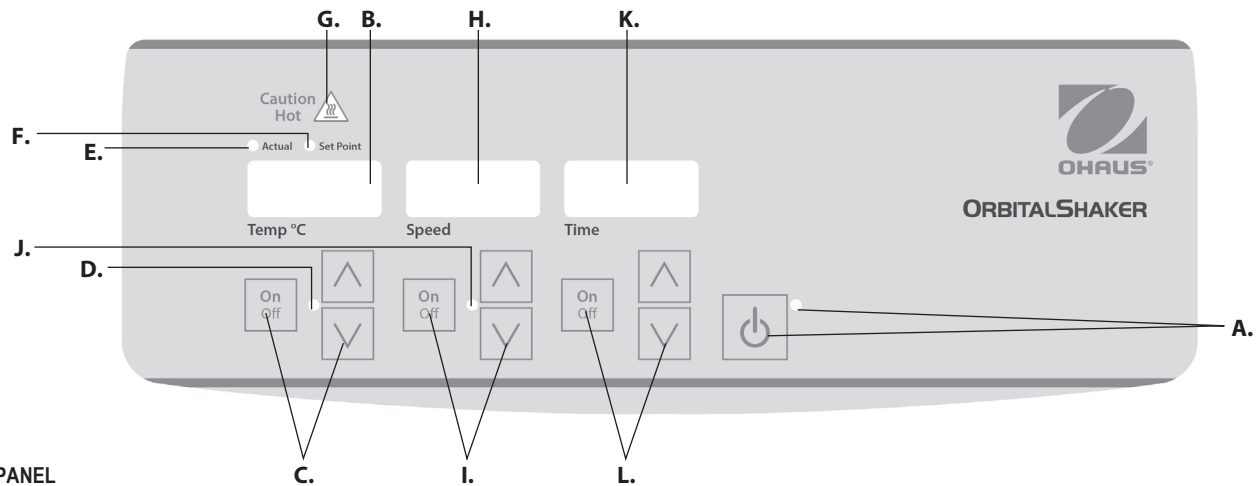 G. B. H. K.
Caution
Hot
F.
E.
Actual Set Point
OHAUS®
ORBITALSHAKER
Temp °C Speed Time
J.
D.
On
Off
On
Off
On
Off
A.
PANEL
C. I. L.